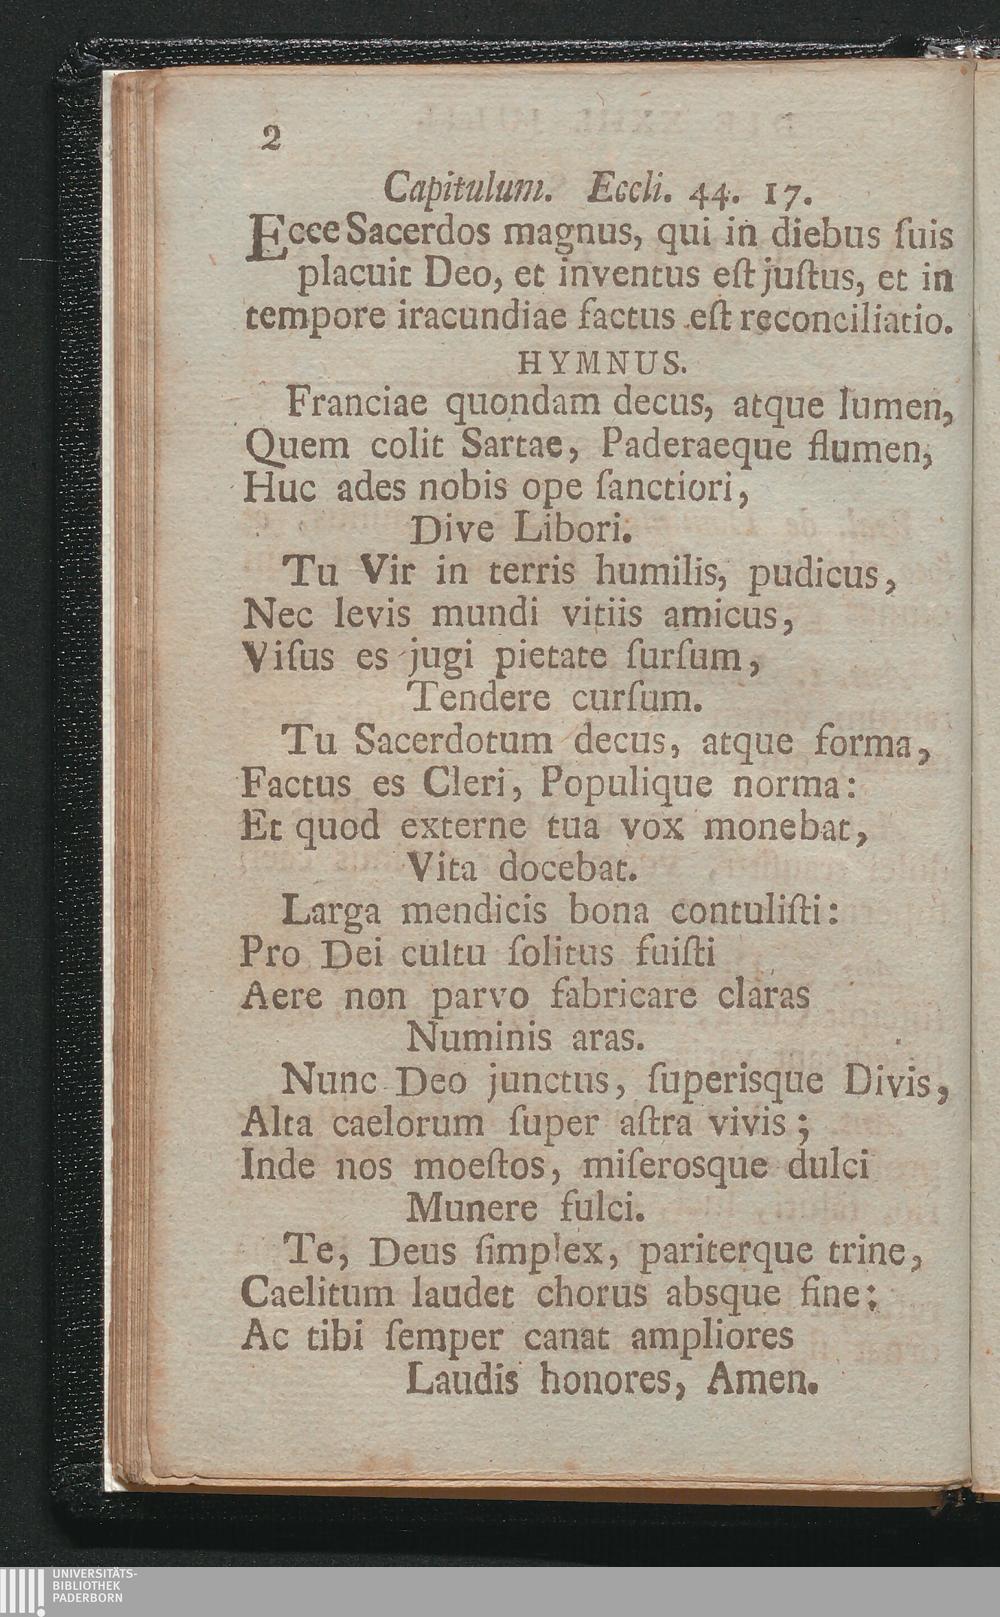 2
Capitulum. Eccli. 44. 17.
Ecce Sacerdos magnus, qui in diebus ſuis
placuit Deo, et inventus eſt juſtus, et in
tempore iracundiae factus eſt reconciliatio.
HYMNUS.
Franciae quondam decus, atque lumen,
Quem colit Sartae, Paderaeque flumen,
Huc ades nobis ope ſanctiori,
Dive Libori.
Tu Vir in terris humilis, pudicus,
Nec levis mundi vitiis amicus,
Viſus es jugi pietate ſurſum,
Tendere curſum.
Tu Sacerdotum decus, atque forma,
Factus es Cleri, Populique norma:
Et quod externe tua vox monebat,
Vita docebat.
Larga mendicis bona contuliſti:
Pro Dei cultu ſolitus fuiſti
Aere non parvo fabricare claras
Numinis aras.
Nunc Deo junctus, ſuperisque Divis,
Alta caelorum ſuper aſtra vivis;
Inde nos moeſtos, miſerosque dulci
Munere fulci.
Te, Deus ſimplex, pariterque trine,
Caelitum laudet chorus absque fine:
Ac tibi ſemper canat ampliores
Laudis honores, Amen.
UNIVERSITÄTS-
BIBLIOTHEK
PADERBORN